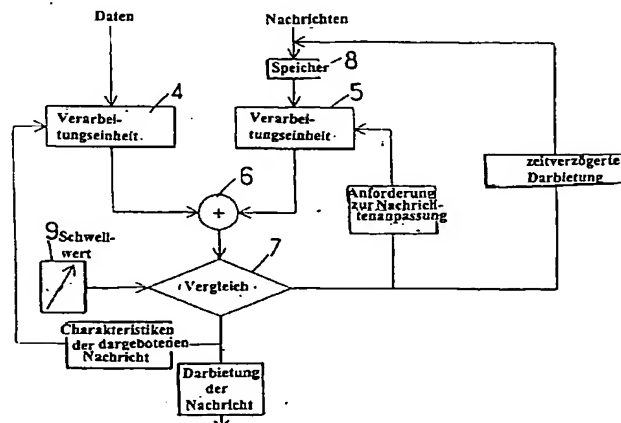 Daten
Nachrichten
Speicher
8
4
5
Verarbei-
tungseinheit.
Verarbei-
tungseinheit
zeitverzögerte
Darbietung
6
+
Anforderung
zur Nachrich-
tenanpassung
9
Schwell-
wert
7
Vergleich
Charakteristiken
der dargebotenen
Nachricht
Darbietung
der
Nachricht